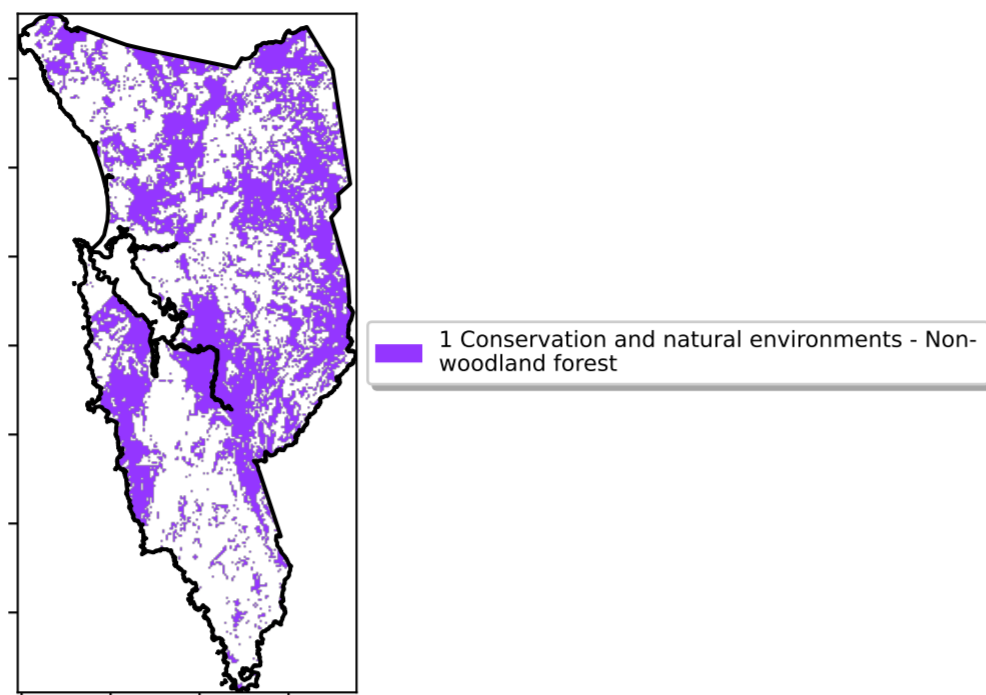 1 Conservation and natural environments - Non-
woodland forest